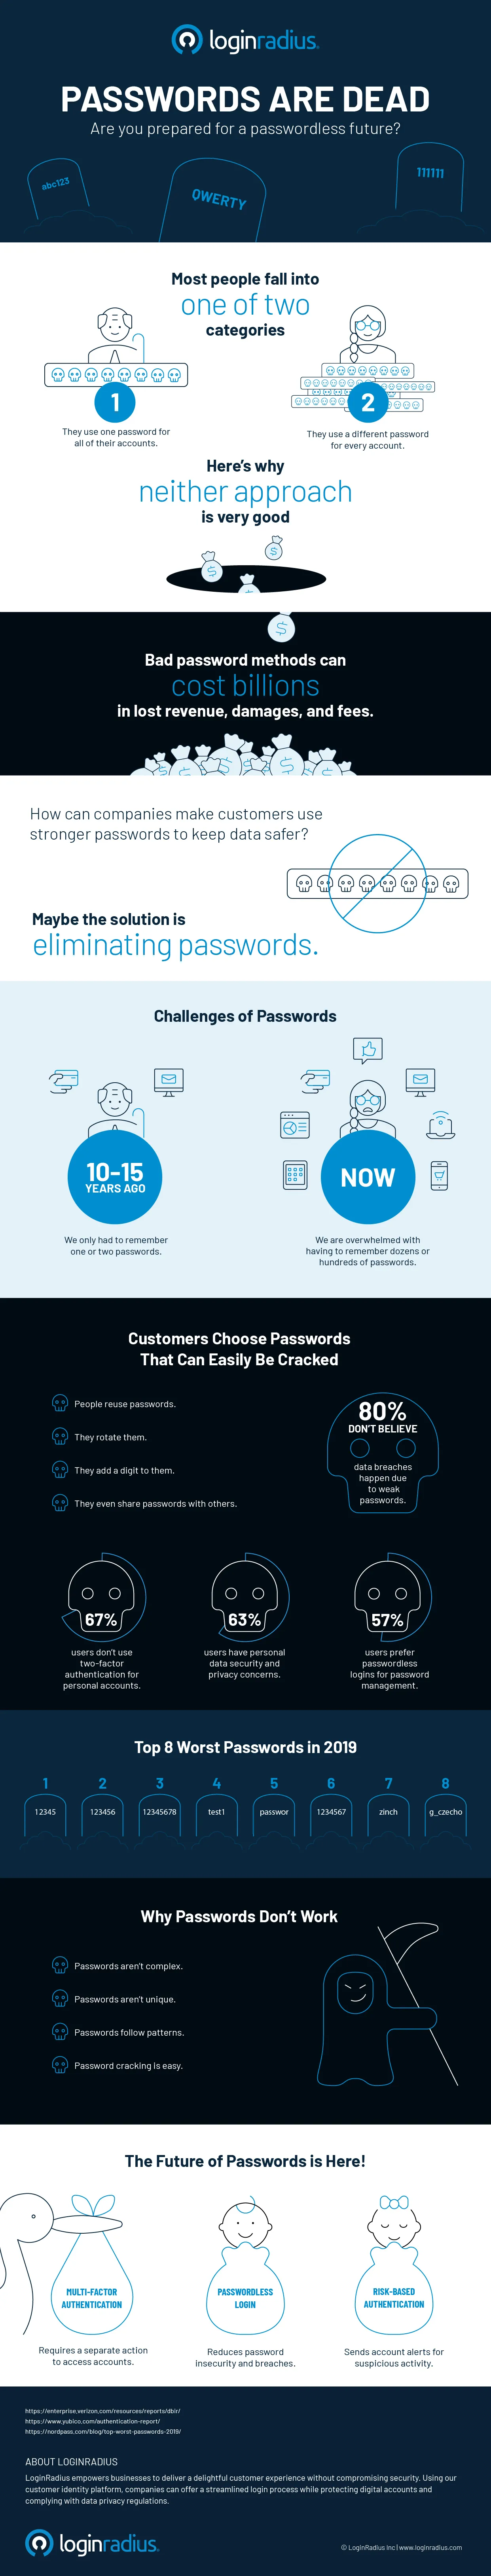 loginradius
PASSWORDS ARE DEAD
Are you prepared for a passwordless future?
abc123
QWERTY
111111
Most people fall into
one of two
categories
1
They use one password for
all of their accounts.
2
They use a different password
for every account.
Here's why
neither approach
is very good
$
$
$
$
Bad password methods can
cost billions
in lost revenue, damages, and fees.
How can companies make customers use
stronger passwords to keep data safer?
Maybe the solution is
eliminating passwords.
Challenges of Passwords
10-15
YEARS AGO
We only had to remember
one or two passwords.
NOW
We are overwhelmed with
having to remember dozens or
hundreds of passwords.
Customers Choose Passwords
That Can Easily Be Cracked
People reuse passwords.
They rotate them.
They add a digit to them.
They even share passwords with others.
80%
DON'T BELIEVE
data breaches
happen due
to weak
passwords.
67%
users don't use
two-factor
authentication for
personal accounts.
63%
users have personal
data security and
privacy concerns.
57%
users prefer
passwordless
logins for password
management.
Top 8 Worst Passwords in 2019
1 2 3 4 5 6 7 8
12345 123456 12345678 test1 passwor 1234567 zinch g_czecho
Why Passwords Don't Work
Passwords aren't complex.
Passwords aren't unique.
Passwords follow patterns.
Password cracking is easy.
The Future of Passwords is Here!
MULTI-FACTOR
AUTHENTICATION
Requires a separate action
to access accounts.
PASSWORDLESS
LOGIN
Reduces password
insecurity and breaches.
RISK-BASED
AUTHENTICATION
Sends account alerts for
suspicious activity.
https://enterprise.verizon.com/resources/reports/dbir/
https://www.yubico.com/authentication-report/
https://nordpass.com/blog/top-worst-passwords-2019/
ABOUT LOGINRADIUS
LoginRadius empowers businesses to deliver a delightful customer experience without compromising security. Using our
customer identity platform, companies can offer a streamlined login process while protecting digital accounts and
complying with data privacy regulations.
loginradius
© LoginRadius Inc | www.loginradius.com